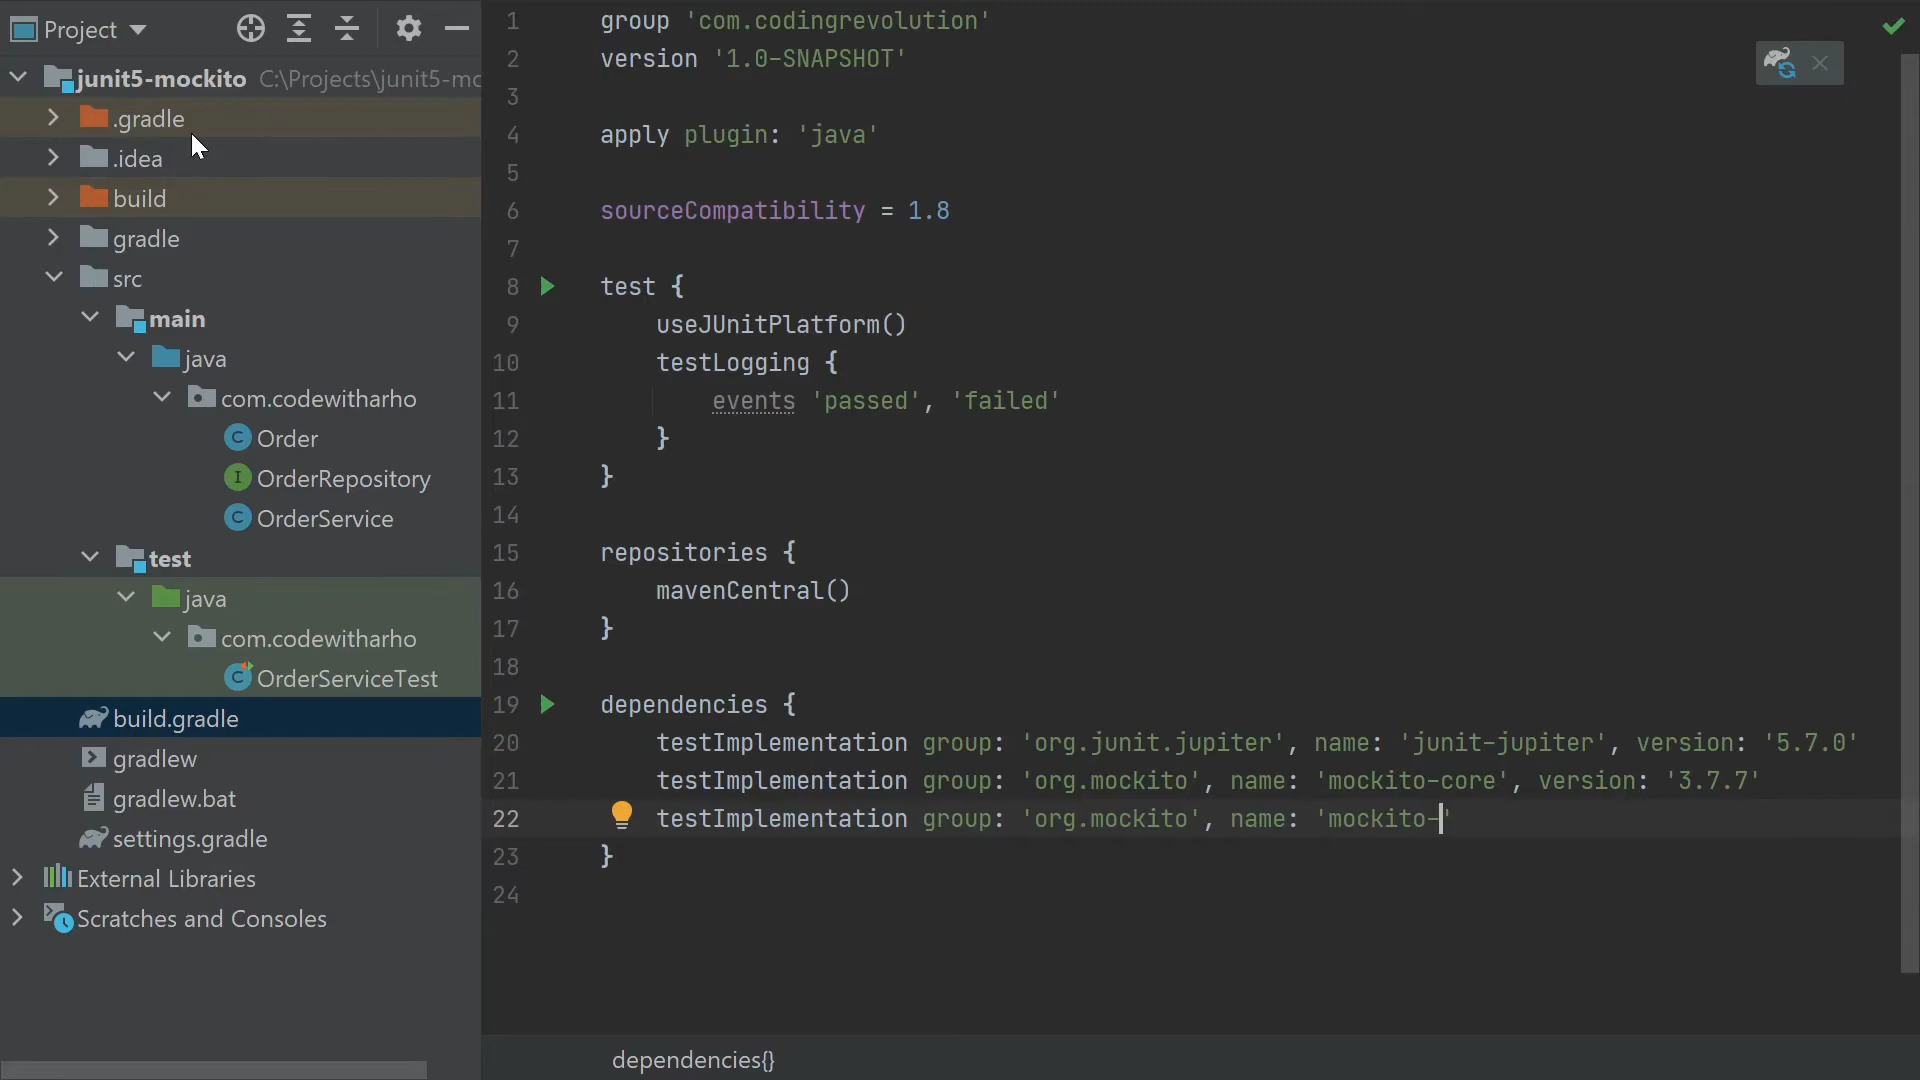 Project
junit5-mockito C:\Projects\junit5-mo
.gradle
.idea
build
gradle
src
main
java
com.codewitharho
Order
OrderRepository
OrderService
test
java
com.codewitharho
OrderServiceTest
build.gradle
gradlew
gradlew.bat
settings.gradle
External Libraries
Scratches and Consoles
1 group 'com.codingrevolution'
2 version '1.0-SNAPSHOT'
3
4 apply plugin: 'java'
5
6 sourceCompatibility = 1.8
7
8 test {
9 useJUnitPlatform()
10 testLogging {
11 events 'passed', 'failed'
12 }
13 }
14
15 repositories {
16 mavenCentral()
17 }
18
19 dependencies {
20 testImplementation group: 'org.junit.jupiter', name: 'junit-jupiter', version: '5.7.0'
21 testImplementation group: 'org.mockito', name: 'mockito-core', version: '3.7.7'
22 testImplementation group: 'org.mockito', name: 'mockito-'
23 }
24
dependencies{}